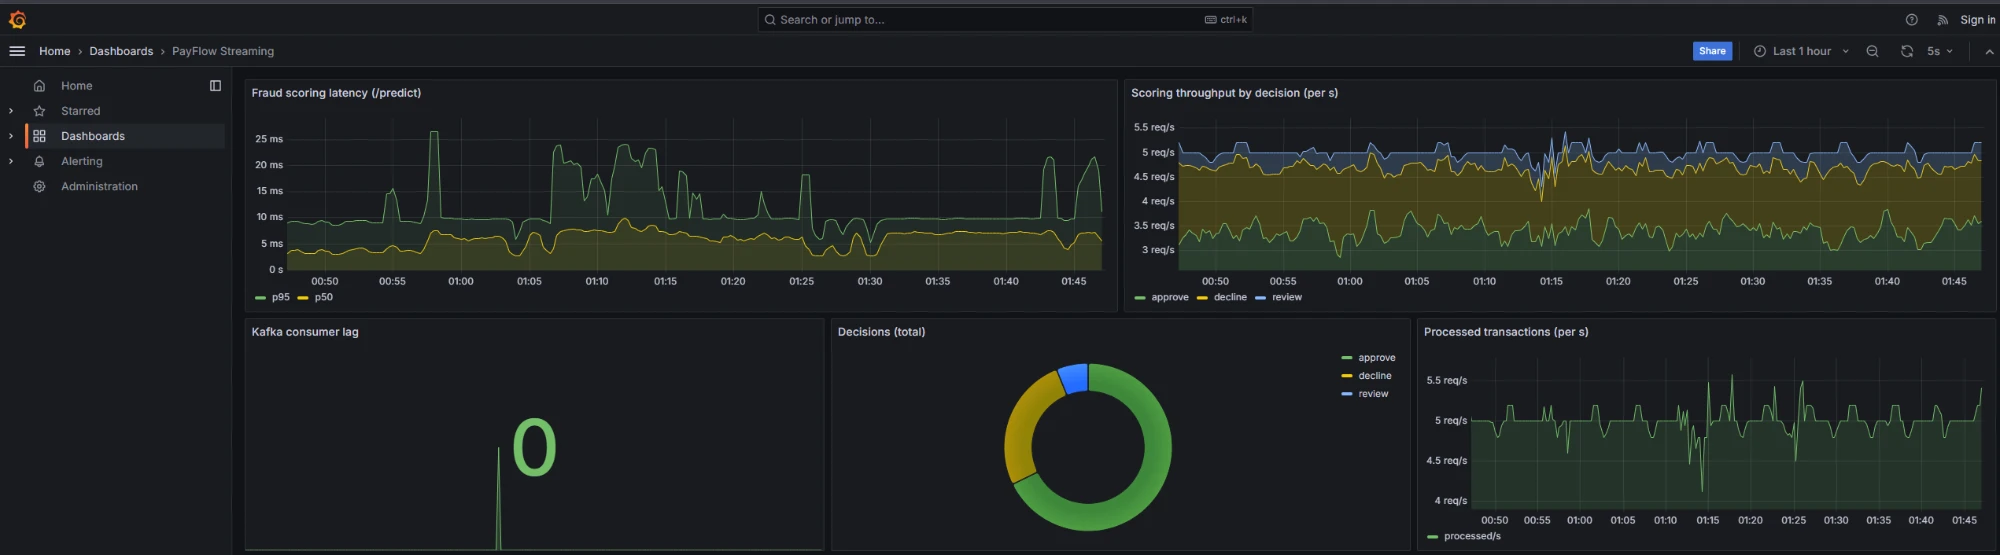 Search or jump to...
ctrl+k
Sign in
Home › Dashboards › PayFlow Streaming
Share
Last 1 hour
5s
Home
Starred
Dashboards
Alerting
Administration
Fraud scoring latency (/predict)
25 ms
20 ms
15 ms
10 ms
5 ms
0 s
00:50 00:55 01:00 01:05 01:10 01:15 01:20 01:25 01:30 01:35 01:40 01:45
p95 p50
Scoring throughput by decision (per s)
5.5 req/s
5 req/s
4.5 req/s
4 req/s
3.5 req/s
3 req/s
00:50 00:55 01:00 01:05 01:10 01:15 01:20 01:25 01:30 01:35 01:40 01:45
approve decline review
Kafka consumer lag
0
Decisions (total)
approve
decline
review
Processed transactions (per s)
5.5 req/s
5 req/s
4.5 req/s
4 req/s
00:50 00:55 01:00 01:05 01:10 01:15 01:20 01:25 01:30 01:35 01:40 01:45
processed/s